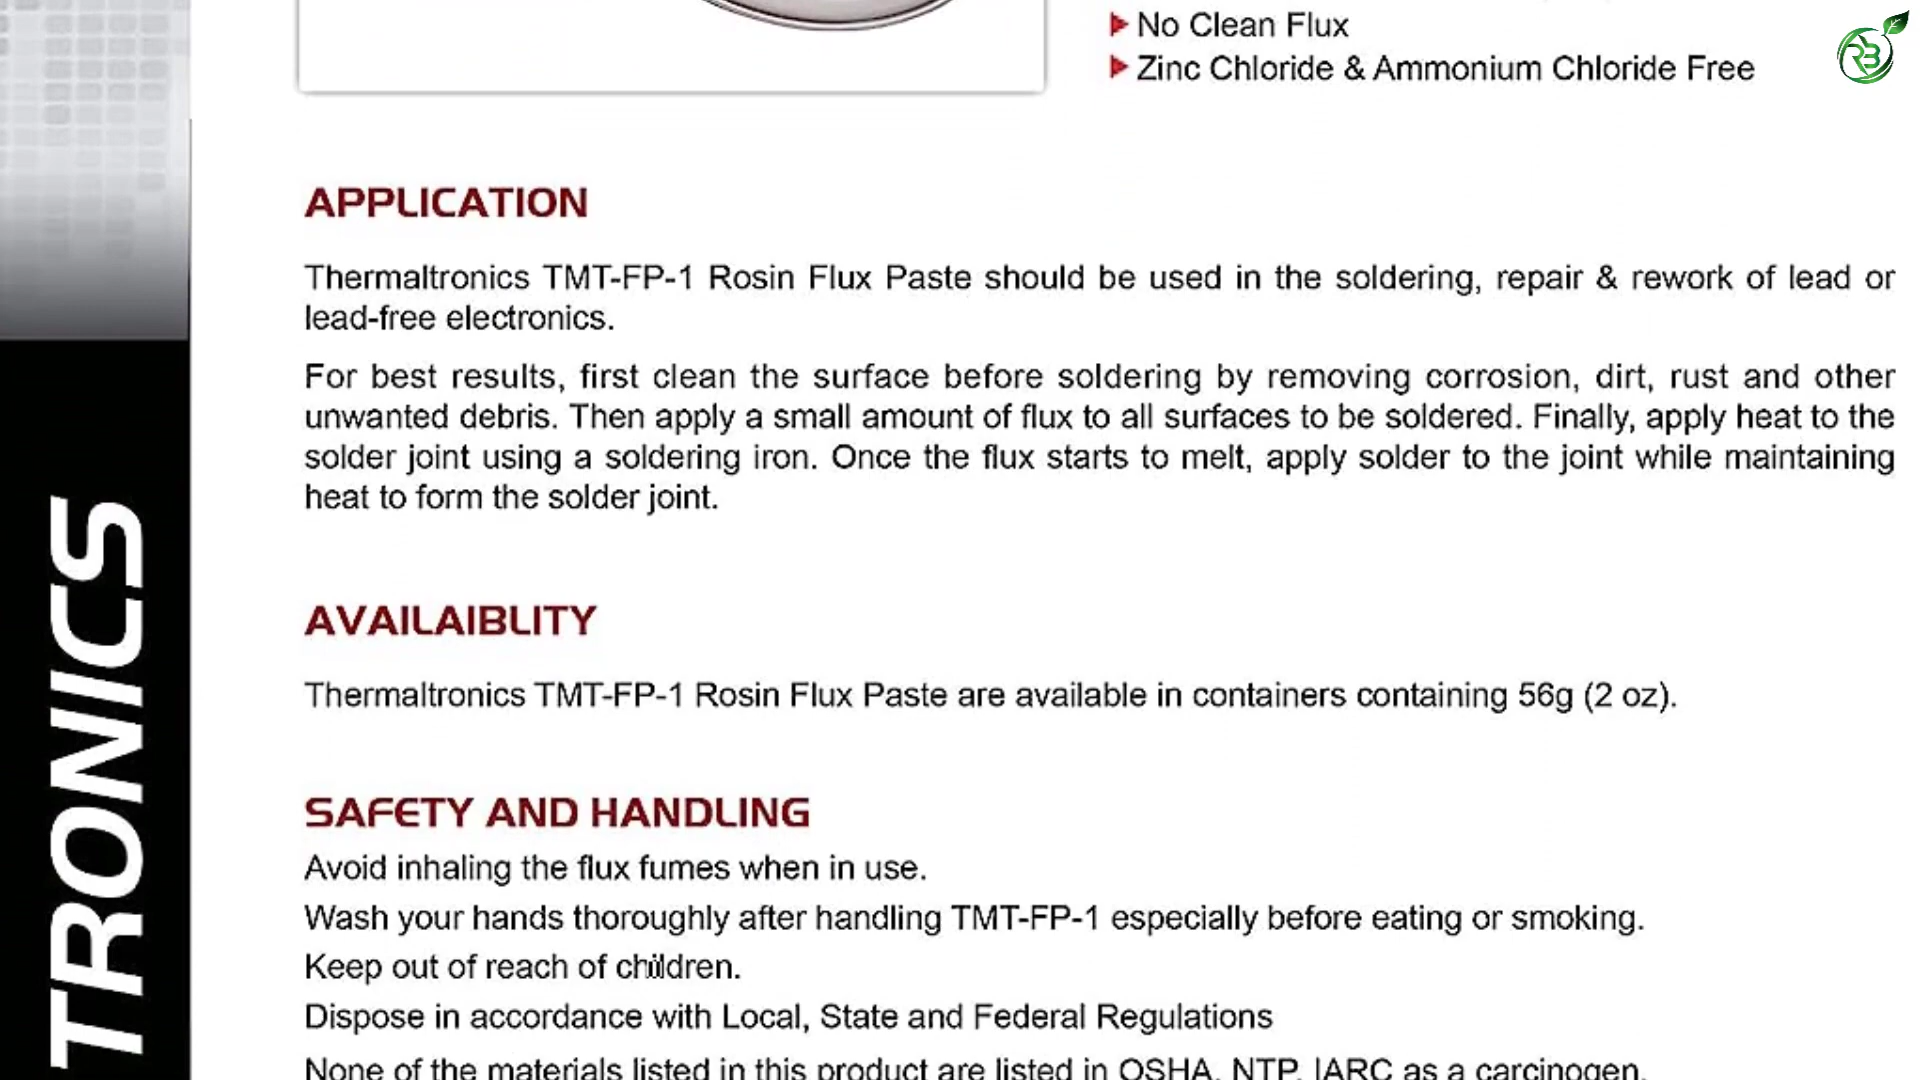 No Clean Flux
Zinc Chloride & Ammonium Chloride Free
APPLICATION
Thermaltronics TMT-FP-1 Rosin Flux Paste should be used in the soldering, repair & rework of lead or
lead-free electronics.
For best results, first clean the surface before soldering by removing corrosion, dirt, rust and other
unwanted debris. Then apply a small amount of flux to all surfaces to be soldered. Finally, apply heat to the
solder joint using a soldering iron. Once the flux starts to melt, apply solder to the joint while maintaining
heat to form the solder joint.
AVAILAIBLITY
Thermaltronics TMT-FP-1 Rosin Flux Paste are available in containers containing 56g (2 oz).
SAFETY AND HANDLING
Avoid inhaling the flux fumes when in use.
Wash your hands thoroughly after handling TMT-FP-1 especially before eating or smoking.
Keep out of reach of children.
Dispose in accordance with Local, State and Federal Regulations
None of the materials listed in this product are listed in OSHA, NTP, IARC as a carcinogen.
TRONICS
RB